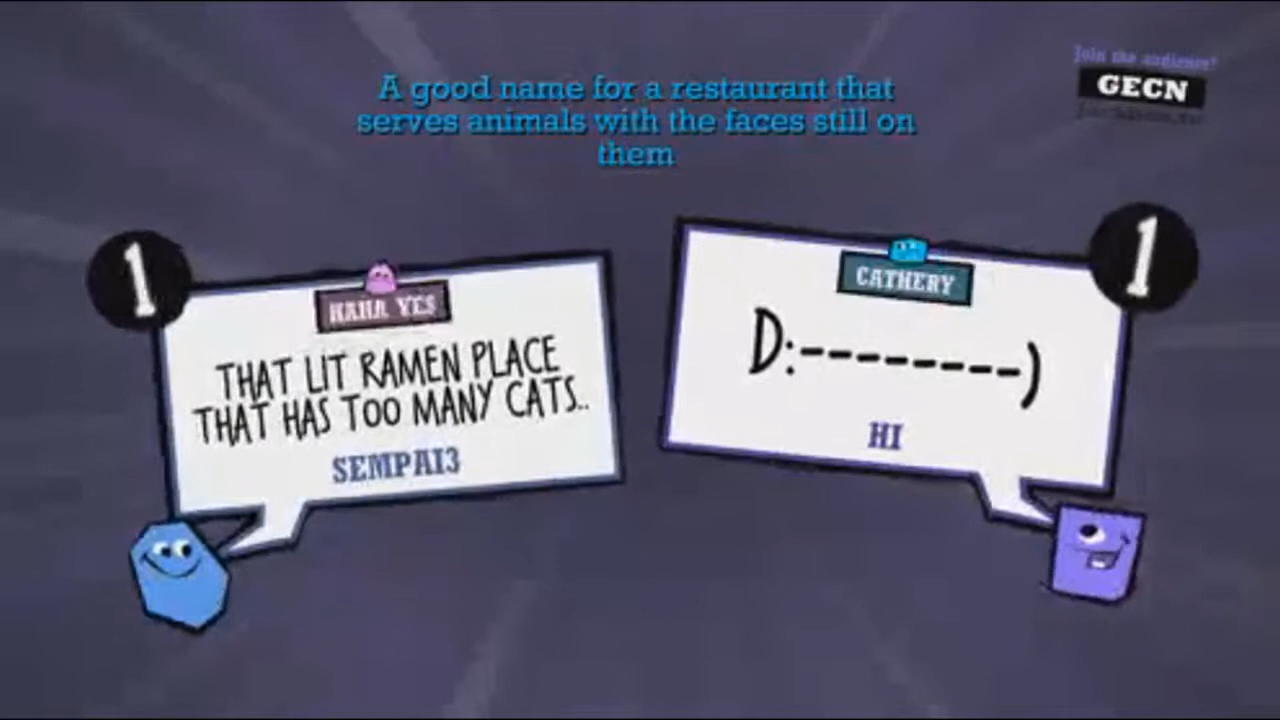 Join the audience!
GECN
A good name for a restaurant that
serves animals with the faces still on
them
1
HAHA YES
THAT LIT RAMEN PLACE
THAT HAS TOO MANY CATS..
SEMPAI3
1
CATHERY
D:--------)
HI